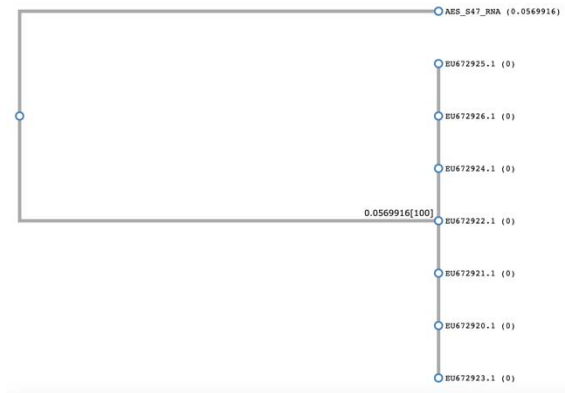 AES_S47_RNA (0.0569916)
EU672925.1 (0)
EU672926.1 (0)
EU672924.1 (0)
0.0569916[100] EU672922.1 (0)
EU672921.1 (0)
EU672920.1 (0)
EU672923.1 (0)